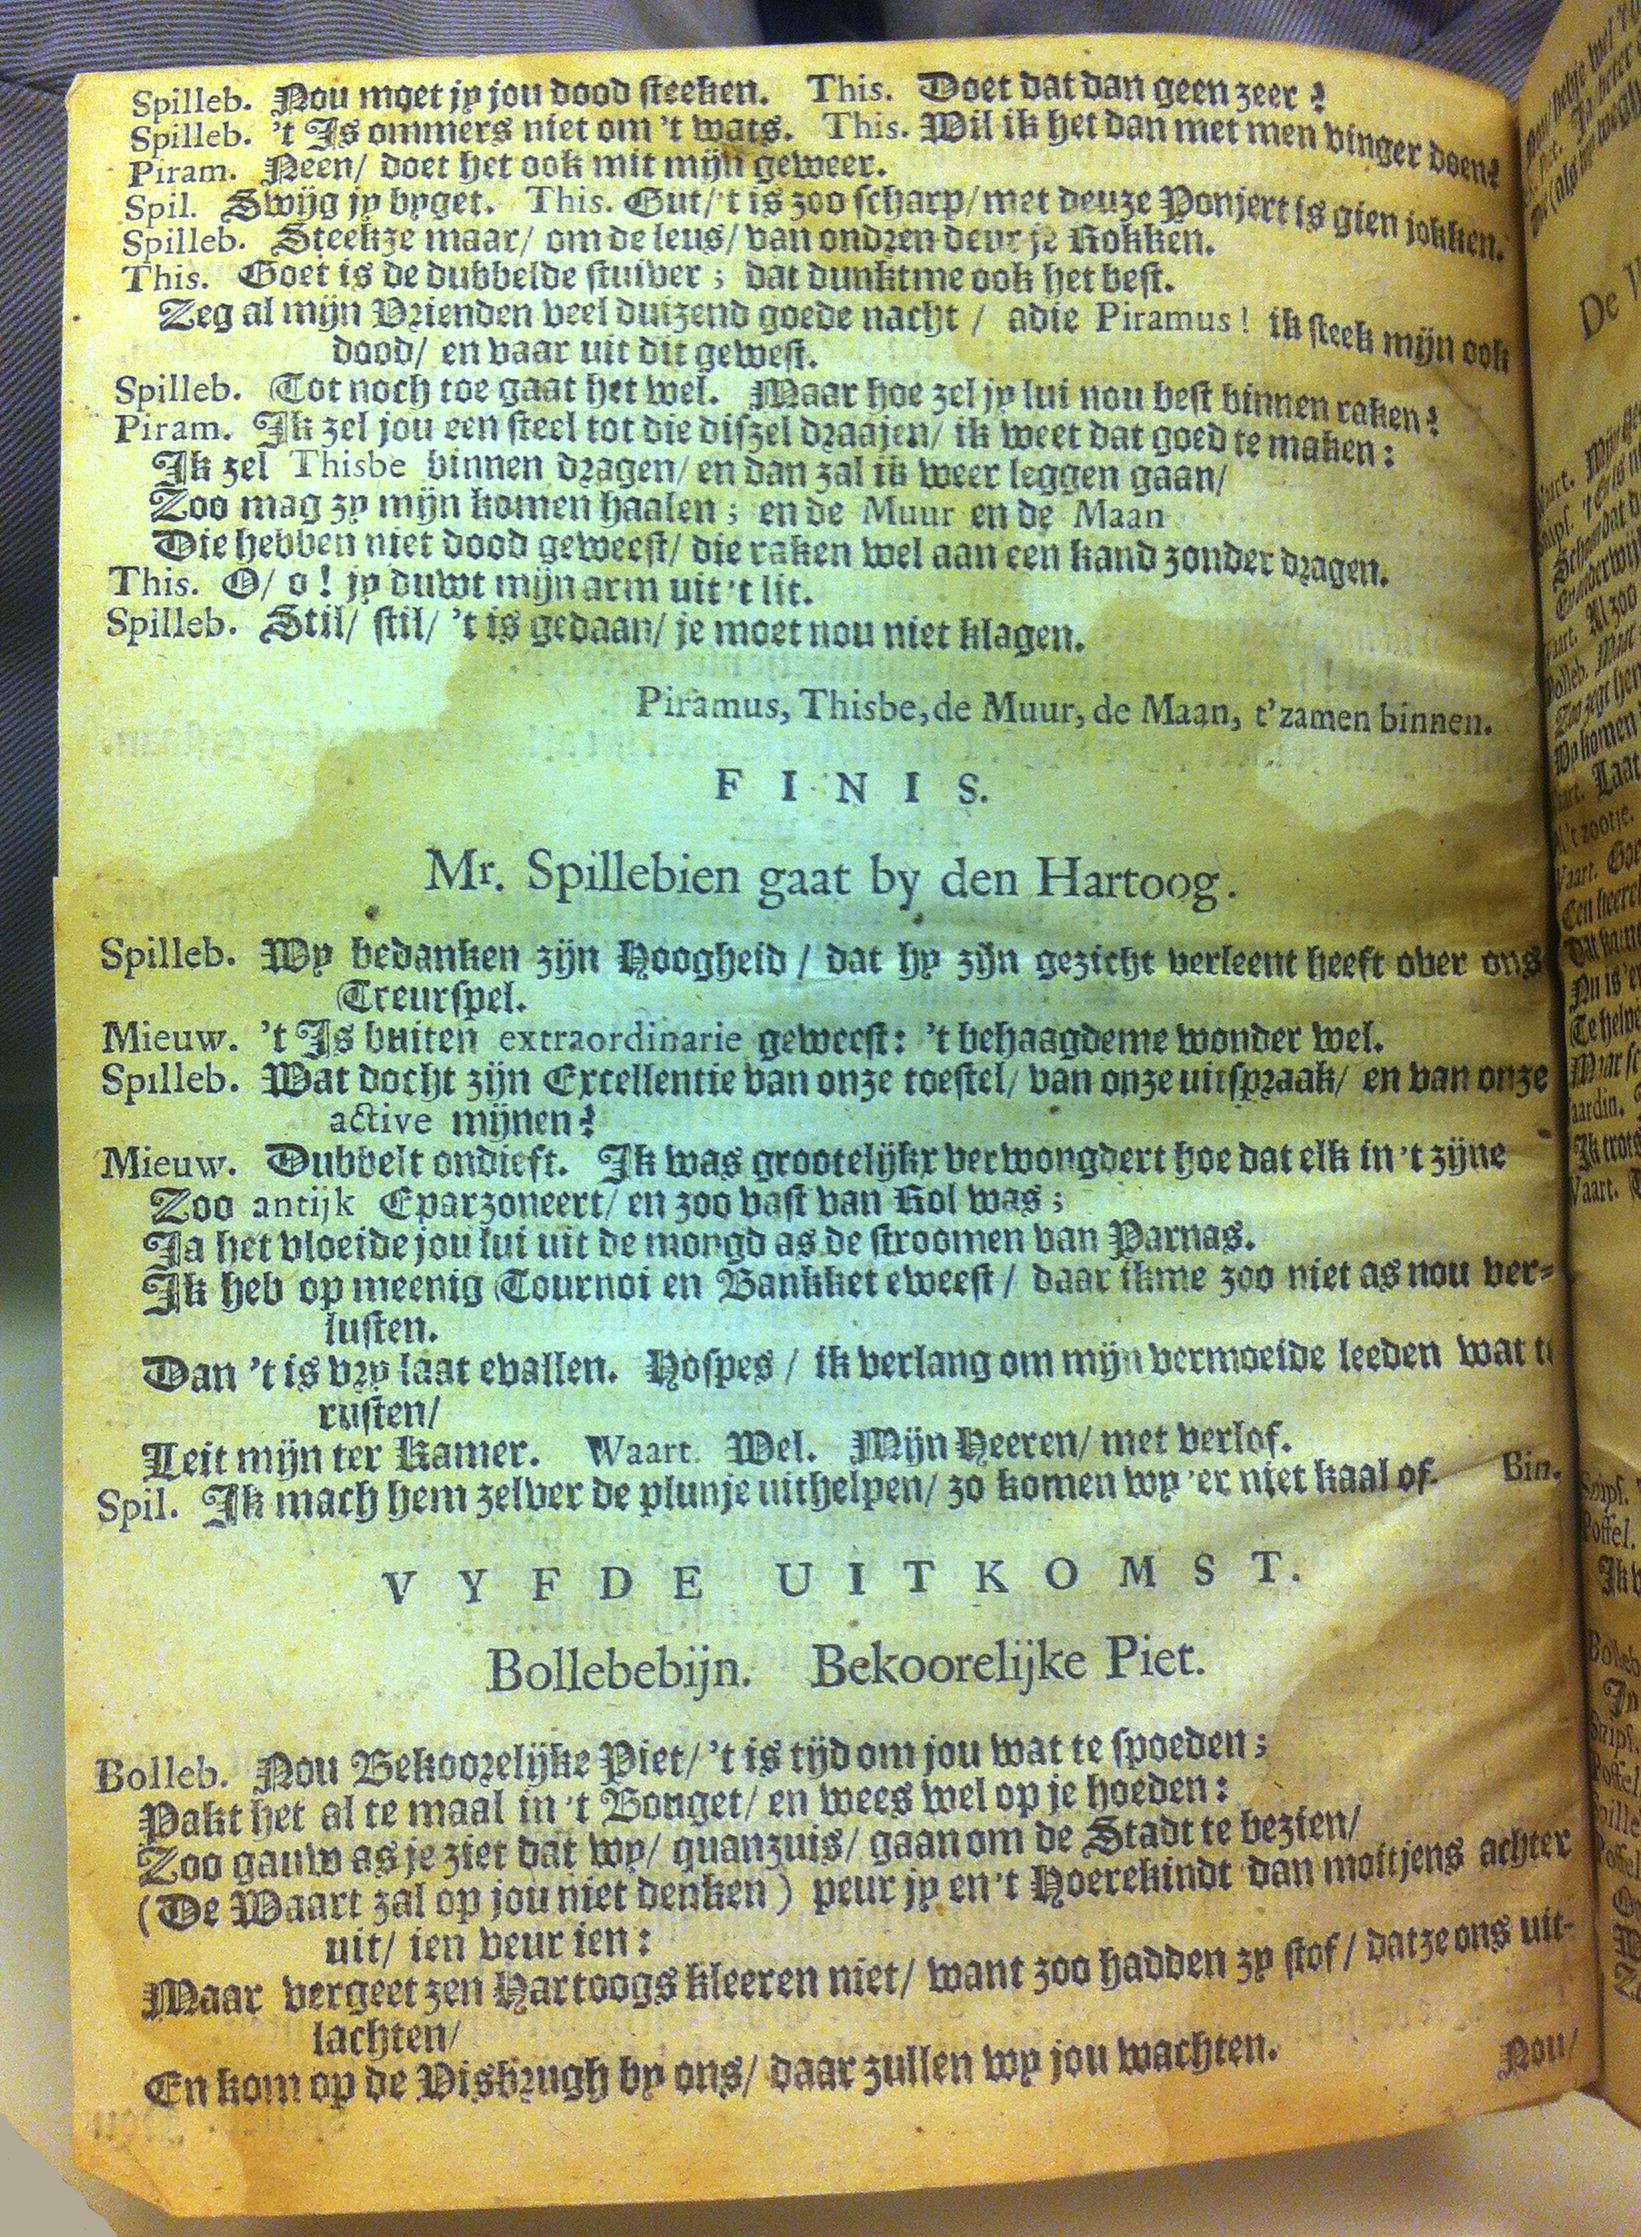 Spilleb. Nou moet jy jou dood steeken. This. Doet dat dan geen zeer?
Spilleb. 't Is ommers niet om 't wats. This. Wil ik het dan met men vinger doen?
Piram. Neen/ doet het ook mit mijn geweer.
Spil. Swijg jy byget. This. Gut/'t is zoo scharp/met deuze Ponjert is gien jokken.
Spilleb. Steekze maar/ om de leus/ van ondren deur je Rokken.
This. Goet is de dubbelde stuiver; dat dunktme ook het best.
Zeg al mijn Vrienden veel duizend goede nacht / adie Piramus! ik steek mijn ook
dood/ en vaar uit dit gewest.
Spilleb. Tot noch toe gaat het wel. Maar hoe zel jy lui nou best binnen raken?
Piram. Ik zel jou een steel tot die diszel draajen/ ik weet dat goed te maken:
Ik zel Thisbe binnen dragen/ en dan zal ik weer leggen gaan/
Zoo mag zy mijn komen haalen; en de Muur en de Maan
Die hebben niet dood geweest/ die raken wel aan een kand zonder dragen.
This. O/ o! jy duwt mijn arm uit 't lit.
Spilleb. Stil/ stil/ 't is gedaan/ je moet nou niet klagen.
Piramus, Thisbe, de Muur, de Maan, t'zamen binnen.
FINIS.
Mr. Spillebien gaat by den Hartoog.
Spilleb. Wy bedanken zijn Hoogheid / dat hy zijn gezicht verleent heeft over ons
Treurspel.
Mieuw. 't Is buiten extraordinarie geweest: 't behaagdeme wonder wel.
Spilleb. Wat docht zijn Excellentie van onze toestel/ van onze uitspraak/ en van onze
active mijnen?
Mieuw. Dubbelt ondieft. Ik was grootelijkx verwongdert hoe dat elk in 't zijne
Zoo antijk Eparzoneert/ en zoo vast van Rol was;
Ja het vloeide jou lui uit de mongd as de stroomen van Parnas.
Ik heb op meenig Tournoi en Bankket eweest / daar ikme zoo niet as nou ver-
lusten.
Dan 't is vry laat evallen. Hospes / ik verlang om mijn vermoeide leeden wat te
rusten/
Leit mijn ter kamer. Waart. Wel. Mijn Heeren/ met verlof.
Spil. Ik mach hem zelver de plunje uithelpen/ zo komen wy 'er niet kaal of. Bin.
VYFDE UITKOMST.
Bollebebijn. Bekoorelijke Piet.
Bolleb. Nou Bekoorelijke Piet/ 't is tijd om jou wat te spoeden;
Pakt het al te maal in 't Bonget/ en wees wel op je hoeden:
Zoo gauw as je ziet dat wy/ quanzuis/ gaan om de Stadt te bezien/
(De Waart zal op jou niet denken) peur jy en 't Hoerekindt dan moitjens achter
uit/ ien veur ien:
Maar vergeet zen Hartoogs kleeren niet/ want zoo hadden zy stof/ datze ons uit-
lachten/
En kom op de Visbrugh by ons/ daar zullen wy jou wachten.
Nou/